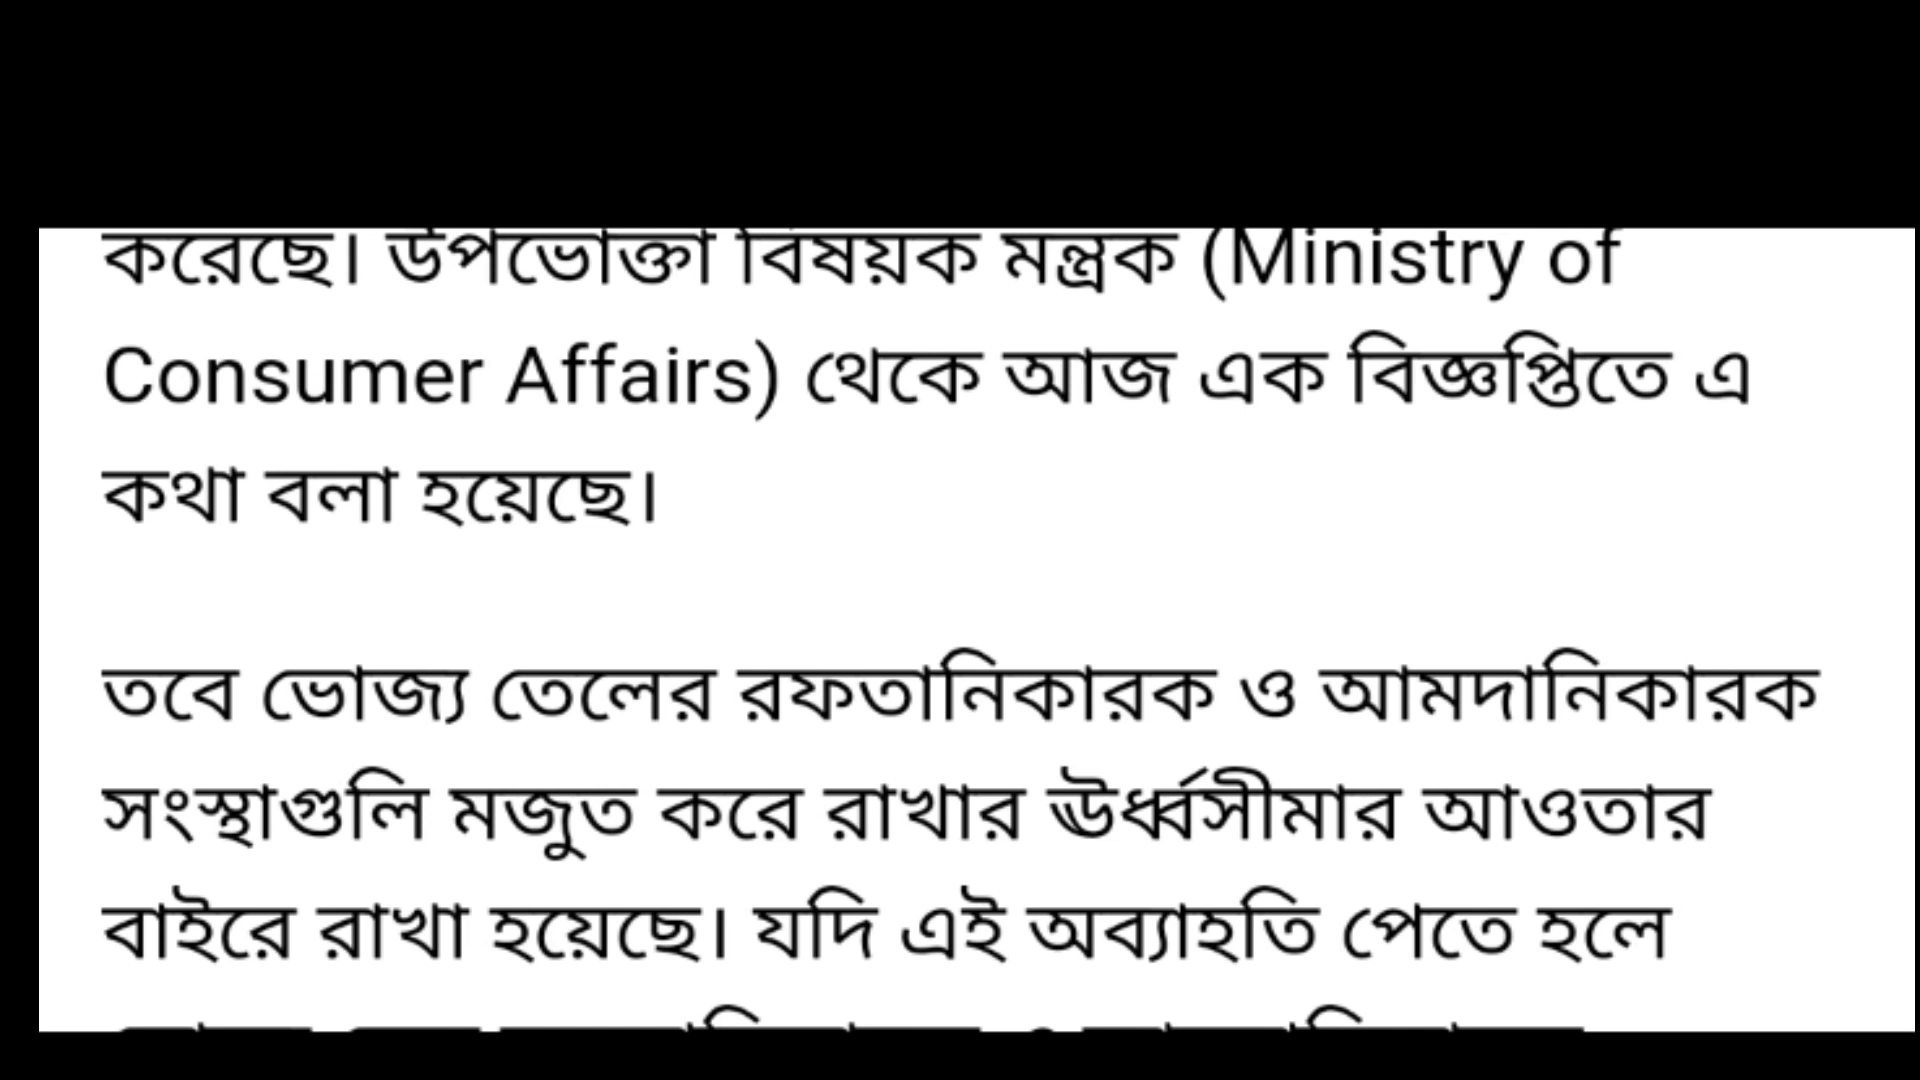 করেছে। উপভোক্তা বিষয়ক মন্ত্রক (Ministry of
Consumer Affairs) থেকে আজ এক বিজ্ঞপ্তিতে এ
কথা বলা হয়েছে।
তবে ভোজ্য তেলের রফতানিকারক ও আমদানিকারক
সংস্থাগুলি মজুত করে রাখার ঊর্ধ্বসীমার আওতার
বাইরে রাখা হয়েছে। যদি এই অব্যাহতি পেতে হলে